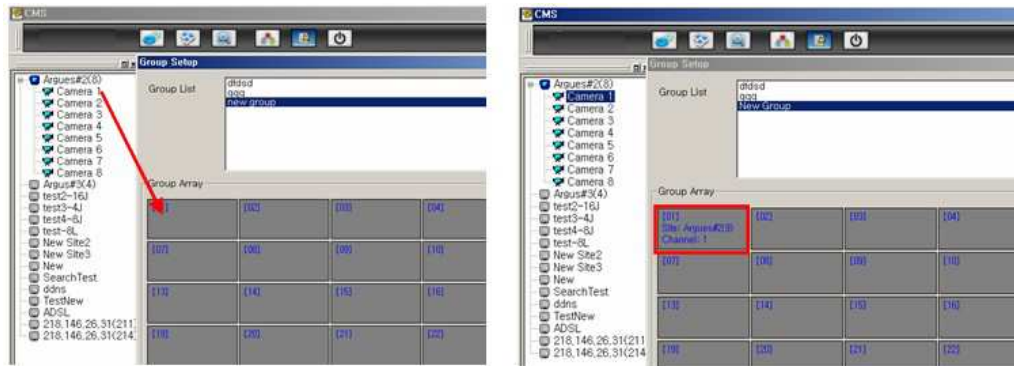 CMS
Group Setup
Group List
dfdsd
ggg
new group
Argues#2(8)
Camera 1
Camera 2
Camera 3
Camera 4
Camera 5
Camera 6
Camera 7
Camera 8
Argus#3(4)
test2-16J
test3-4J
test4-8J
test-8L
New Site2
New Site3
New
SearchTest
ddns
TestNew
ADSL
218,146,26,31(211)
218,146,26,31(214
Group Array
[02] [03] [04]
[07] [08] [09] [10]
[13] [14] [15] [16]
[19] [20] [21] [22]
CMS
Group Setup
Group List
dfdsd
ggg
New Group
Argues#2(8)
Camera 1
Camera 2
Camera 3
Camera 4
Camera 5
Camera 6
Camera 7
Camera 8
Argus#3(4)
test2-16J
test3-4J
test4-8J
test-8L
New Site2
New Site3
New
SearchTest
ddns
TestNew
ADSL
218,146,26,31(211
218,146,26,31(214
Group Array
[01] [02] [03] [04]
Site: Argues#2(8)
Channel: 1
[07] [08] [09] [10]
[13] [14] [15] [16]
[19] [20] [21] [22]